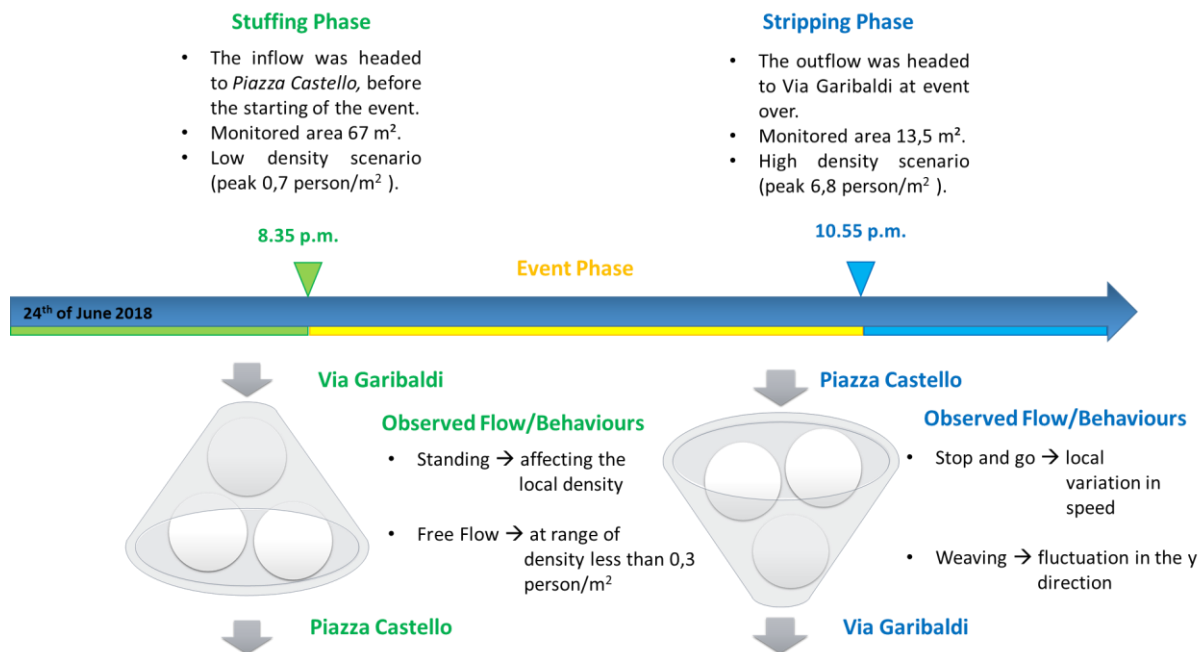 Stuffing Phase
• The inflow was headed
to Piazza Castello, before
the starting of the event.
• Monitored area 67 m².
• Low density scenario
(peak 0,7 person/m² ).
Stripping Phase
• The outflow was headed
to Via Garibaldi at event
over.
• Monitored area 13,5 m².
• High density scenario
(peak 6,8 person/m² ).
8.35 p.m.
Event Phase
10.55 p.m.
24th of June 2018
Via Garibaldi
Observed Flow/Behaviours
• Standing → affecting the
local density
• Free Flow → at range of
density less than 0,3
person/m²
Piazza Castello
Piazza Castello
Observed Flow/Behaviours
• Stop and go → local
variation in
speed
• Weaving → fluctuation in the y
direction
Via Garibaldi